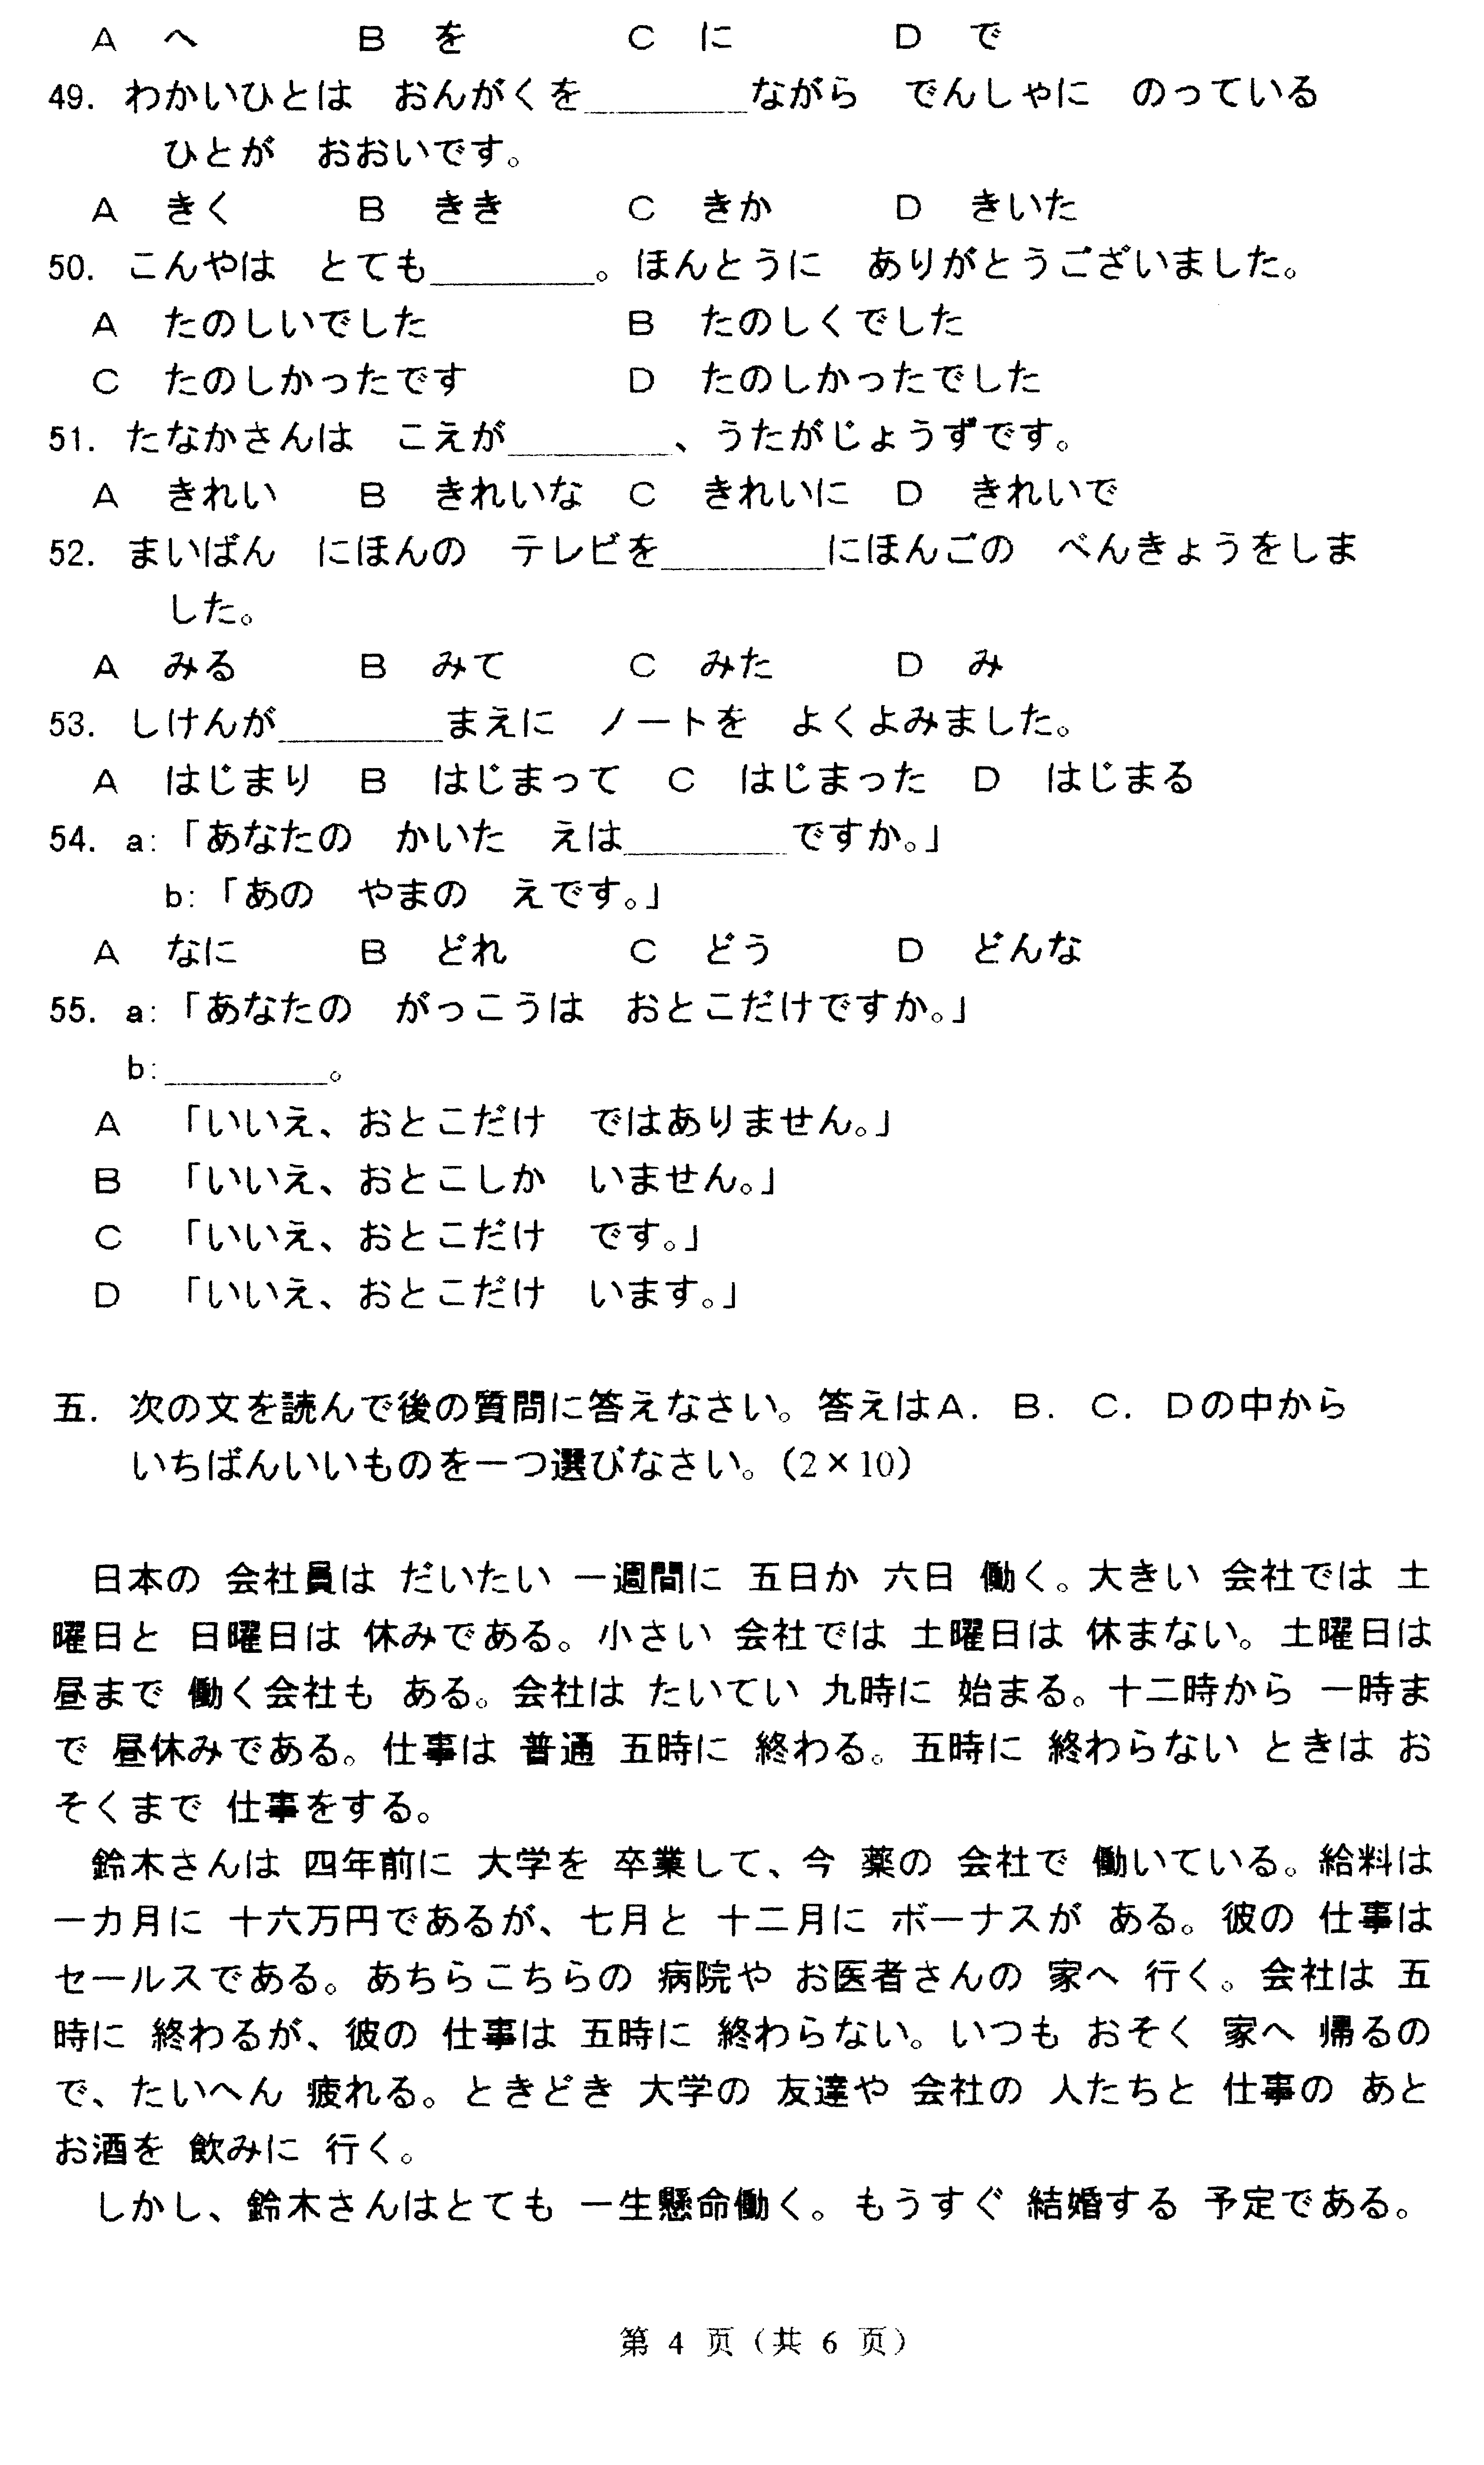 A　へ　　　B　を　　　C　に　　　D　で
49. わかいひとは　おんがくを________ながら　でんしゃに　のっている
ひとが　おおいです。
A　きく　　　B　きき　　　C　きか　　　D　きいた
50. こんやは　とても________。ほんとうに　ありがとうございました。
A　たのしいでした　　　B　たのしくでした
C　たのしかったです　　　D　たのしかったでした
51. たなかさんは　こえが________、うたがじょうずです。
A　きれい　　B　きれいな　C　きれいに　D　きれいで
52. まいばん　にほんの　テレビを________にほんごの　べんきょうをしま
した。
A　みる　　　B　みて　　　C　みた　　　D　み
53. しけんが________まえに　ノートを　よくよみました。
A　はじまり　B　はじまって　C　はじまった　D　はじまる
54. a:「あなたの　かいた　えは________ですか。」
b:「あの　やまの　えです。」
A　なに　　　B　どれ　　　C　どう　　　D　どんな
55. a:「あなたの　がっこうは　おとこだけですか。」
b:________。
A　「いいえ、おとこだけ　ではありません。」
B　「いいえ、おとこしか　いません。」
C　「いいえ、おとこだけ　です。」
D　「いいえ、おとこだけ　います。」
五. 次の文を読んで後の質問に答えなさい。答えはA. B. C. Dの中から
いちばんいいものを一つ選びなさい。(2×10)
日本の 会社員は だいたい 一週間に 五日か 六日 働く。大きい 会社では 土
曜日と 日曜日は 休みである。小さい 会社では 土曜日は 休まない。土曜日は
昼まで 働く会社も ある。会社は たいてい 九時に 始まる。十二時から 一時ま
で 昼休みである。仕事は 普通 五時に 終わる。五時に 終わらない ときは お
そくまで 仕事をする。
鈴木さんは 四年前に 大学を 卒業して、今 薬の 会社で 働いている。給料は
一カ月に 十六万円であるが、七月と 十二月に ボーナスが ある。彼の 仕事は
セールスである。あちらこちらの 病院や お医者さんの 家へ 行く。会社は 五
時に 終わるが、彼の 仕事は 五時に 終わらない。いつも おそく 家へ 帰るの
で、たいへん 疲れる。ときどき 大学の 友達や 会社の 人たちと 仕事の あと
お酒を 飲みに 行く。
しかし、鈴木さんはとても 一生懸命働く。もうすぐ 結婚する 予定である。
第 4 页（共 6 页）